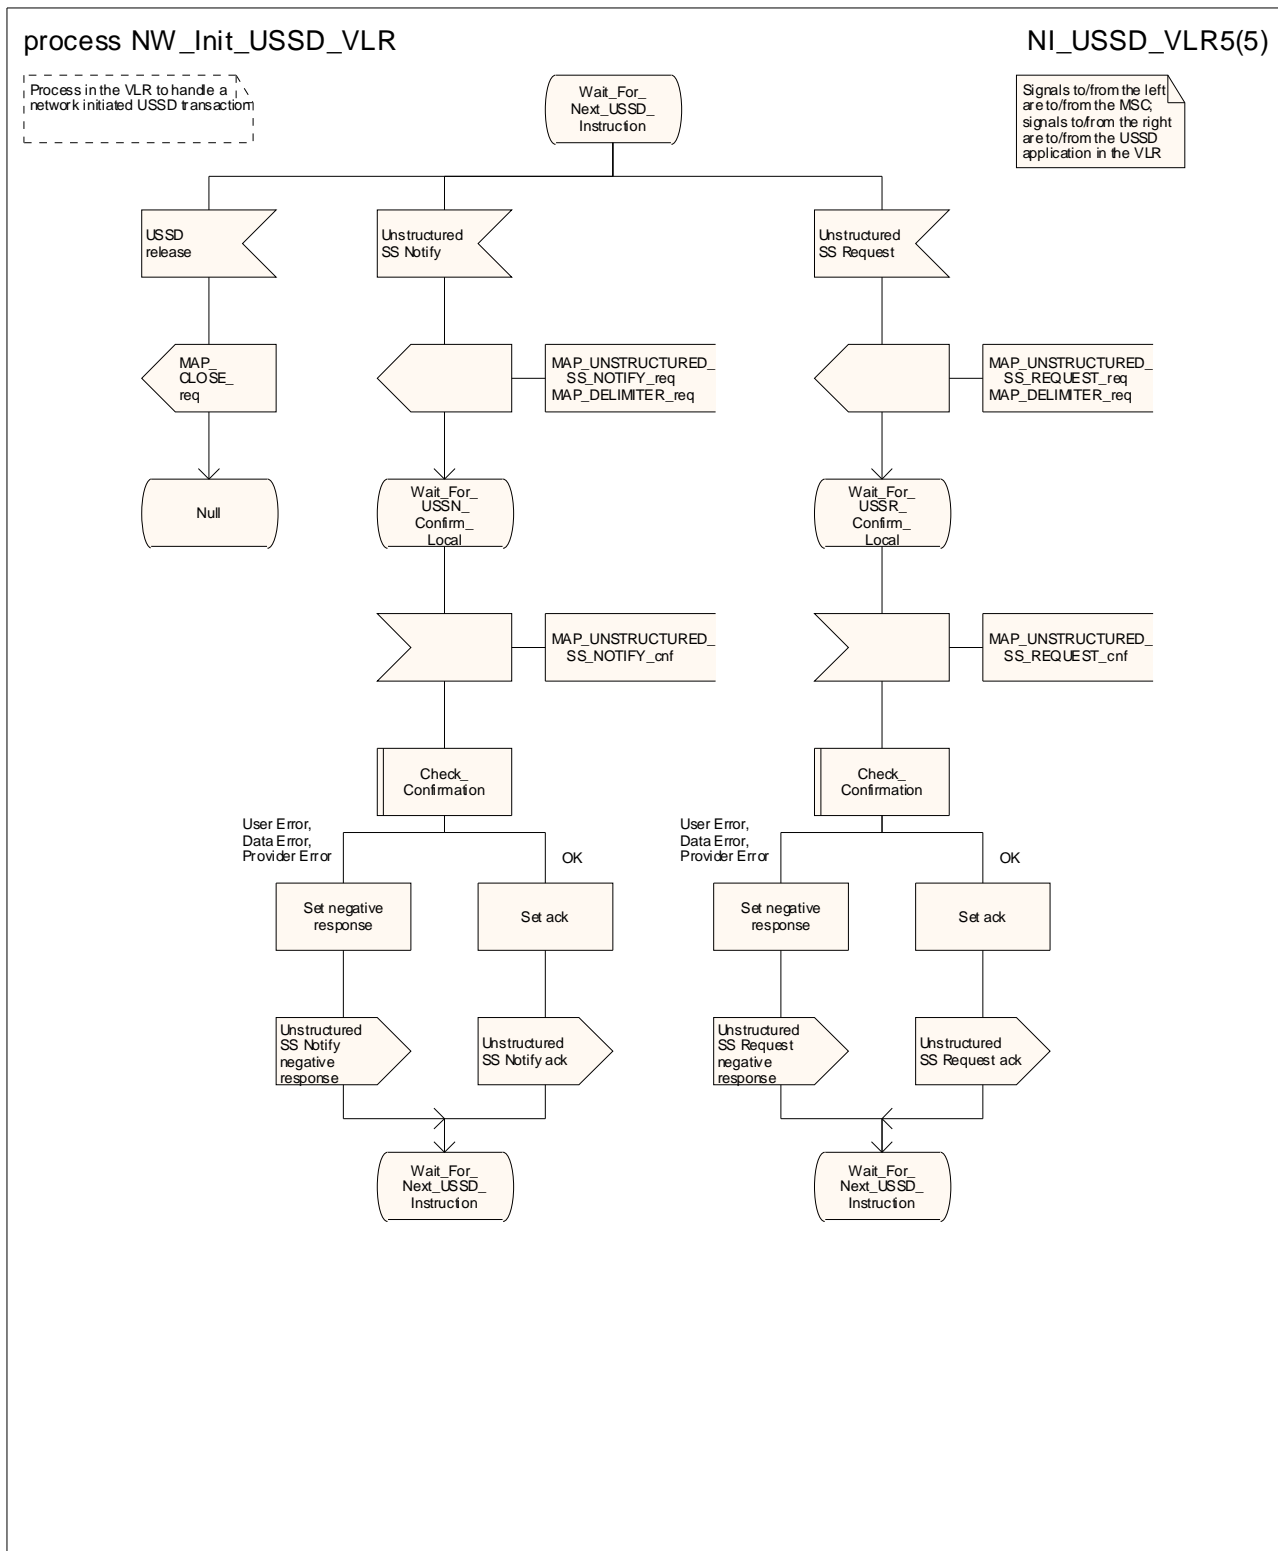 process NW_Init_USSD_VLR
NI_USSD_VLR5(5)
Process in the VLR to handle a
network initiated USSD transaction
Wait_For_
Next_USSD_
Instruction
Signals to/from the left
are to/from the MSC;
signals to/from the right
are to/from the USSD
application in the VLR
USSD
release
Unstructured
SS Notify
Unstructured
SS Request
MAP_
CLOSE_
req
MAP_UNSTRUCTURED_
SS_NOTIFY_req
MAP_DELIMITER_req
MAP_UNSTRUCTURED_
SS_REQUEST_req
MAP_DELIMITER_req
Null
Wait_For_
USSN_
Confirm_
Local
Wait_For_
USSR_
Confirm_
Local
MAP_UNSTRUCTURED_
SS_NOTIFY_cnf
MAP_UNSTRUCTURED_
SS_REQUEST_cnf
Check_
Confirmation
Check_
Confirmation
User Error,
Data Error,
Provider Error
OK
User Error,
Data Error,
Provider Error
OK
Set negative
response
Set ack
Set negative
response
Set ack
Unstructured
SS Notify
negative
response
Unstructured
SS Notify ack
Unstructured
SS Request
negative
response
Unstructured
SS Request ack
Wait_For_
Next_USSD_
Instruction
Wait_For_
Next_USSD_
Instruction